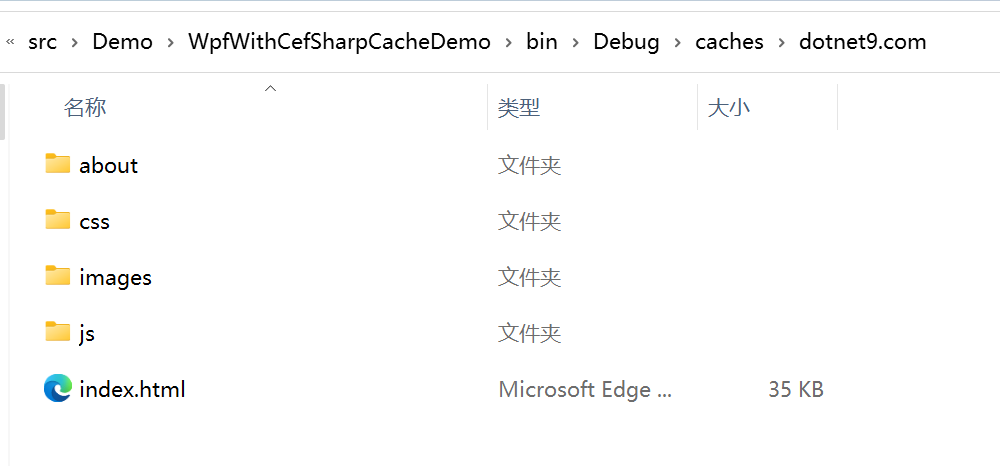 « src › Demo › WpfWithCefSharpCacheDemo › bin › Debug › caches › dotnet9.com
名称 类型 大小
about 文件夹
css 文件夹
images 文件夹
js 文件夹
index.html Microsoft Edge ... 35 KB